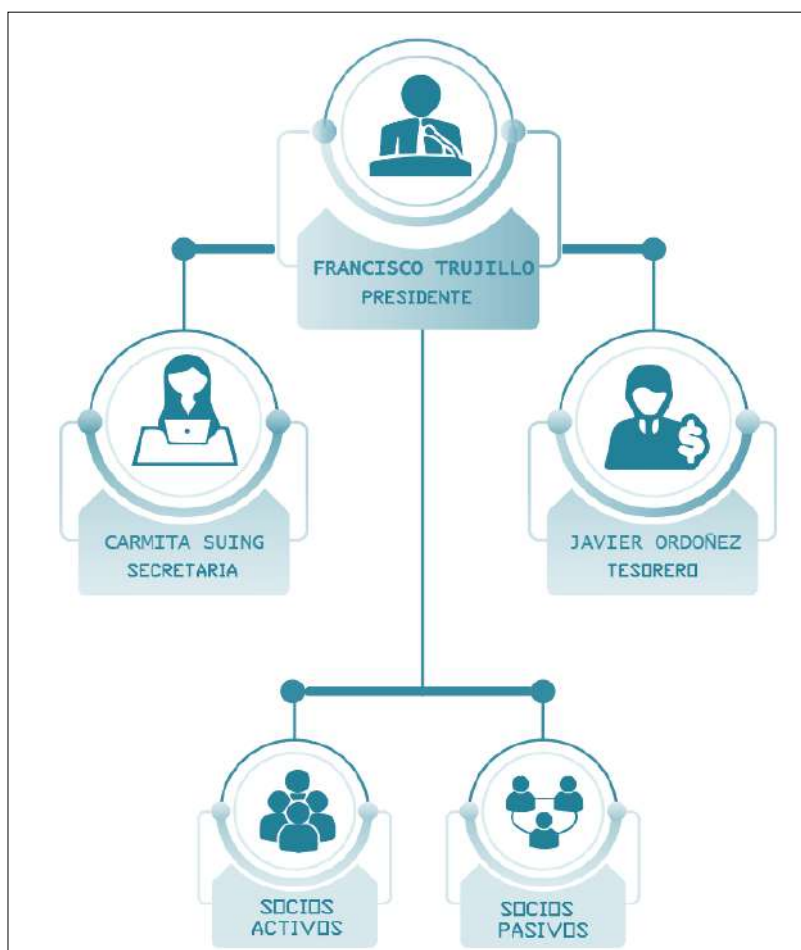 FRANCISCO TRUJILLO
PRESIDENTE
CARMITA SUING
SECRETARIA
JAVIER ORDOÑEZ
TESORERO
$
SOCIOS
ACTIVOS
SOCIOS
PASIVOS